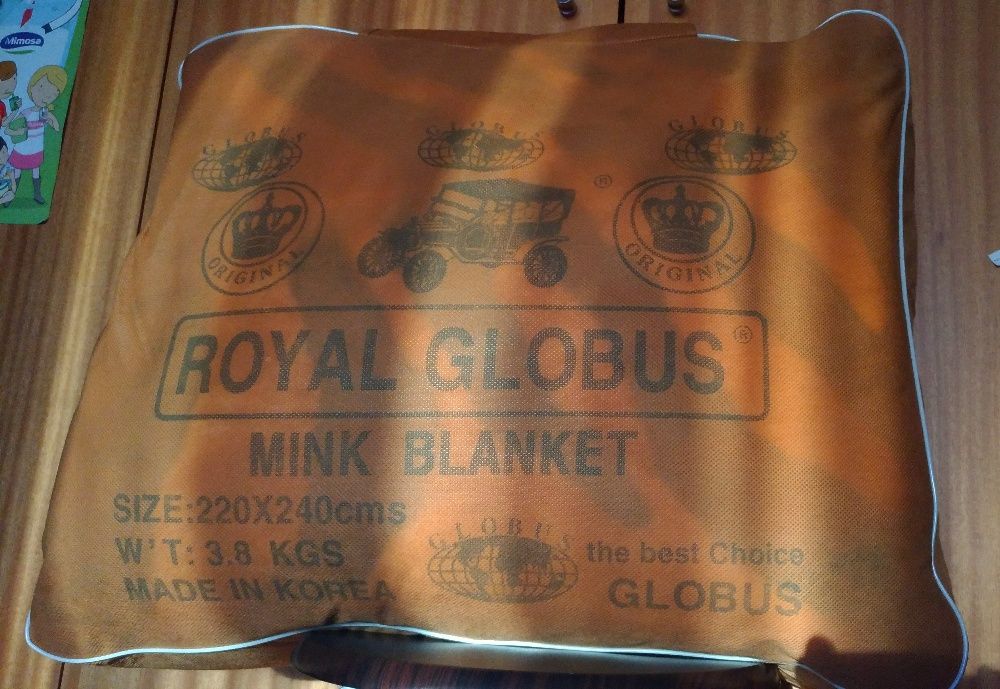 Mimosa
GLOBUS GLOBUS GLOBUS
ORIGINAL ® ORIGINAL
ROYAL GLOBUS ®
MINK BLANKET
SIZE:220X240cms
W'T: 3.8 KGS
MADE IN KOREA
GLOBUS
the best Choice
GLOBUS